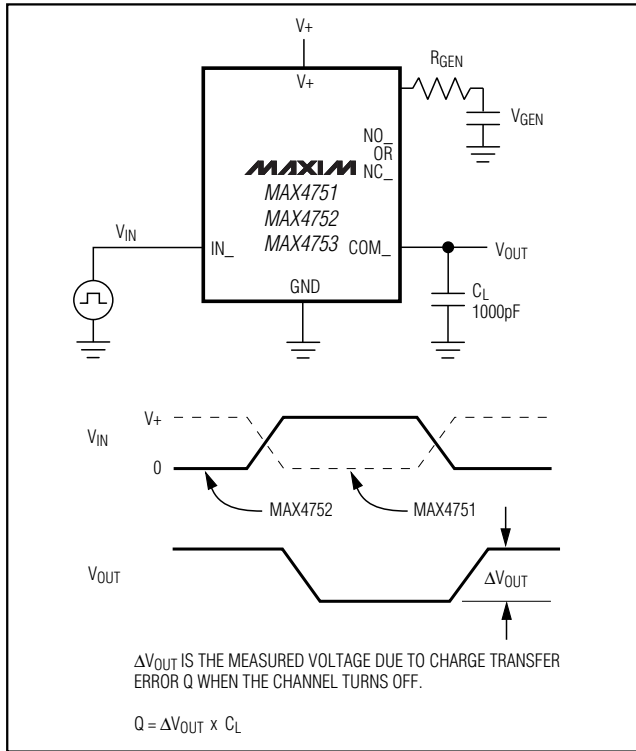 V+
V+
RGEN
VGEN
NO_
OR
NC_
MAXIM
MAX4751
MAX4752
MAX4753
VIN
IN_
COM_
VOUT
GND
CL
1000pF
V+
VIN
0
MAX4752
MAX4751
VOUT
ΔVOUT
ΔVOUT IS THE MEASURED VOLTAGE DUE TO CHARGE TRANSFER
ERROR Q WHEN THE CHANNEL TURNS OFF.
Q = ΔVOUT x CL